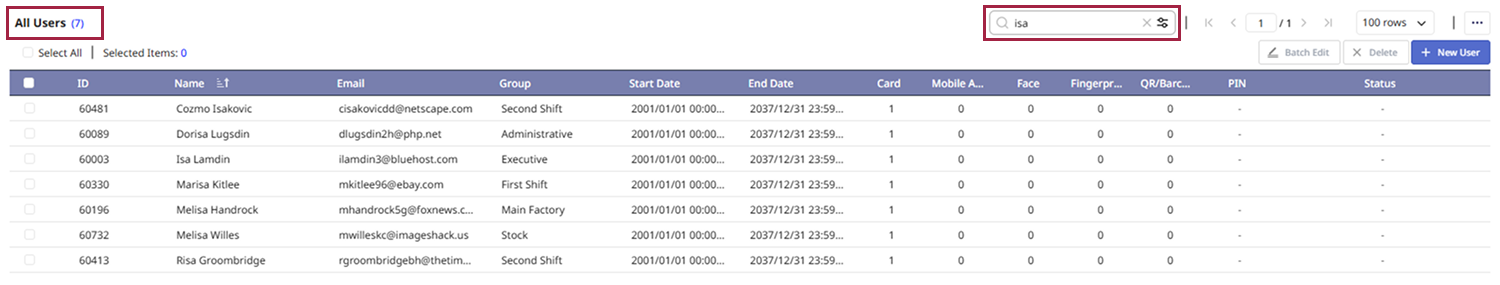 All Users (7) isa 1 / 1 100 rows ...
Select All | Selected Items: 0 Batch Edit Delete + New User
ID Name Email Group Start Date End Date Card Mobile A... Face Fingerpr... QR/Barc... PIN Status
60481 Cozmo Isakovic cisakovicdd@netscape.com Second Shift 2001/01/01 00:00... 2037/12/31 23:59... 1 0 0 0 0 - -
60089 Dorisa Lugsdin dlugsdin2h@php.net Administrative 2001/01/01 00:00... 2037/12/31 23:59... 1 0 0 0 0 - -
60003 Isa Lamdin ilamdin3@bluehost.com Executive 2001/01/01 00:00... 2037/12/31 23:59... 1 0 0 0 0 - -
60330 Marisa Kitlee mkitlee96@ebay.com First Shift 2001/01/01 00:00... 2037/12/31 23:59... 1 0 0 0 0 - -
60196 Melisa Handrock mhandrock5g@foxnews.c... Main Factory 2001/01/01 00:00... 2037/12/31 23:59... 1 0 0 0 0 - -
60732 Melisa Willes mwilleskc@imageshack.us Stock 2001/01/01 00:00... 2037/12/31 23:59... 1 0 0 0 0 - -
60413 Risa Groombridge rgroombridgebh@thetim... Second Shift 2001/01/01 00:00... 2037/12/31 23:59... 1 0 0 0 0 - -